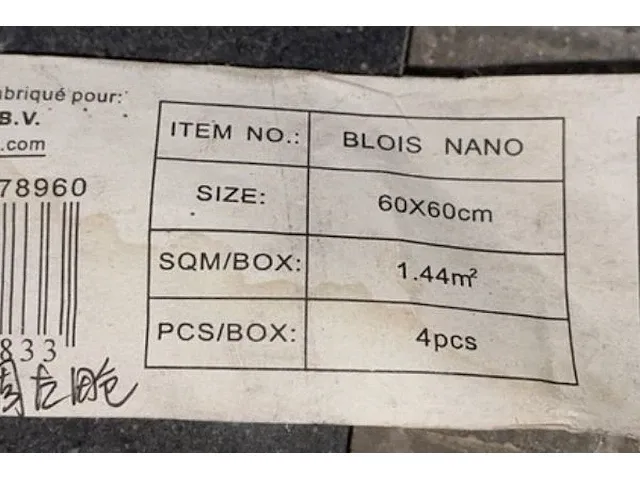 abriqué pour:
B.V.
.com
78960
833
ITEM NO.: BLOIS NANO
SIZE: 60X60cm
SQM/BOX: 1.44m²
PCS/BOX: 4pcs